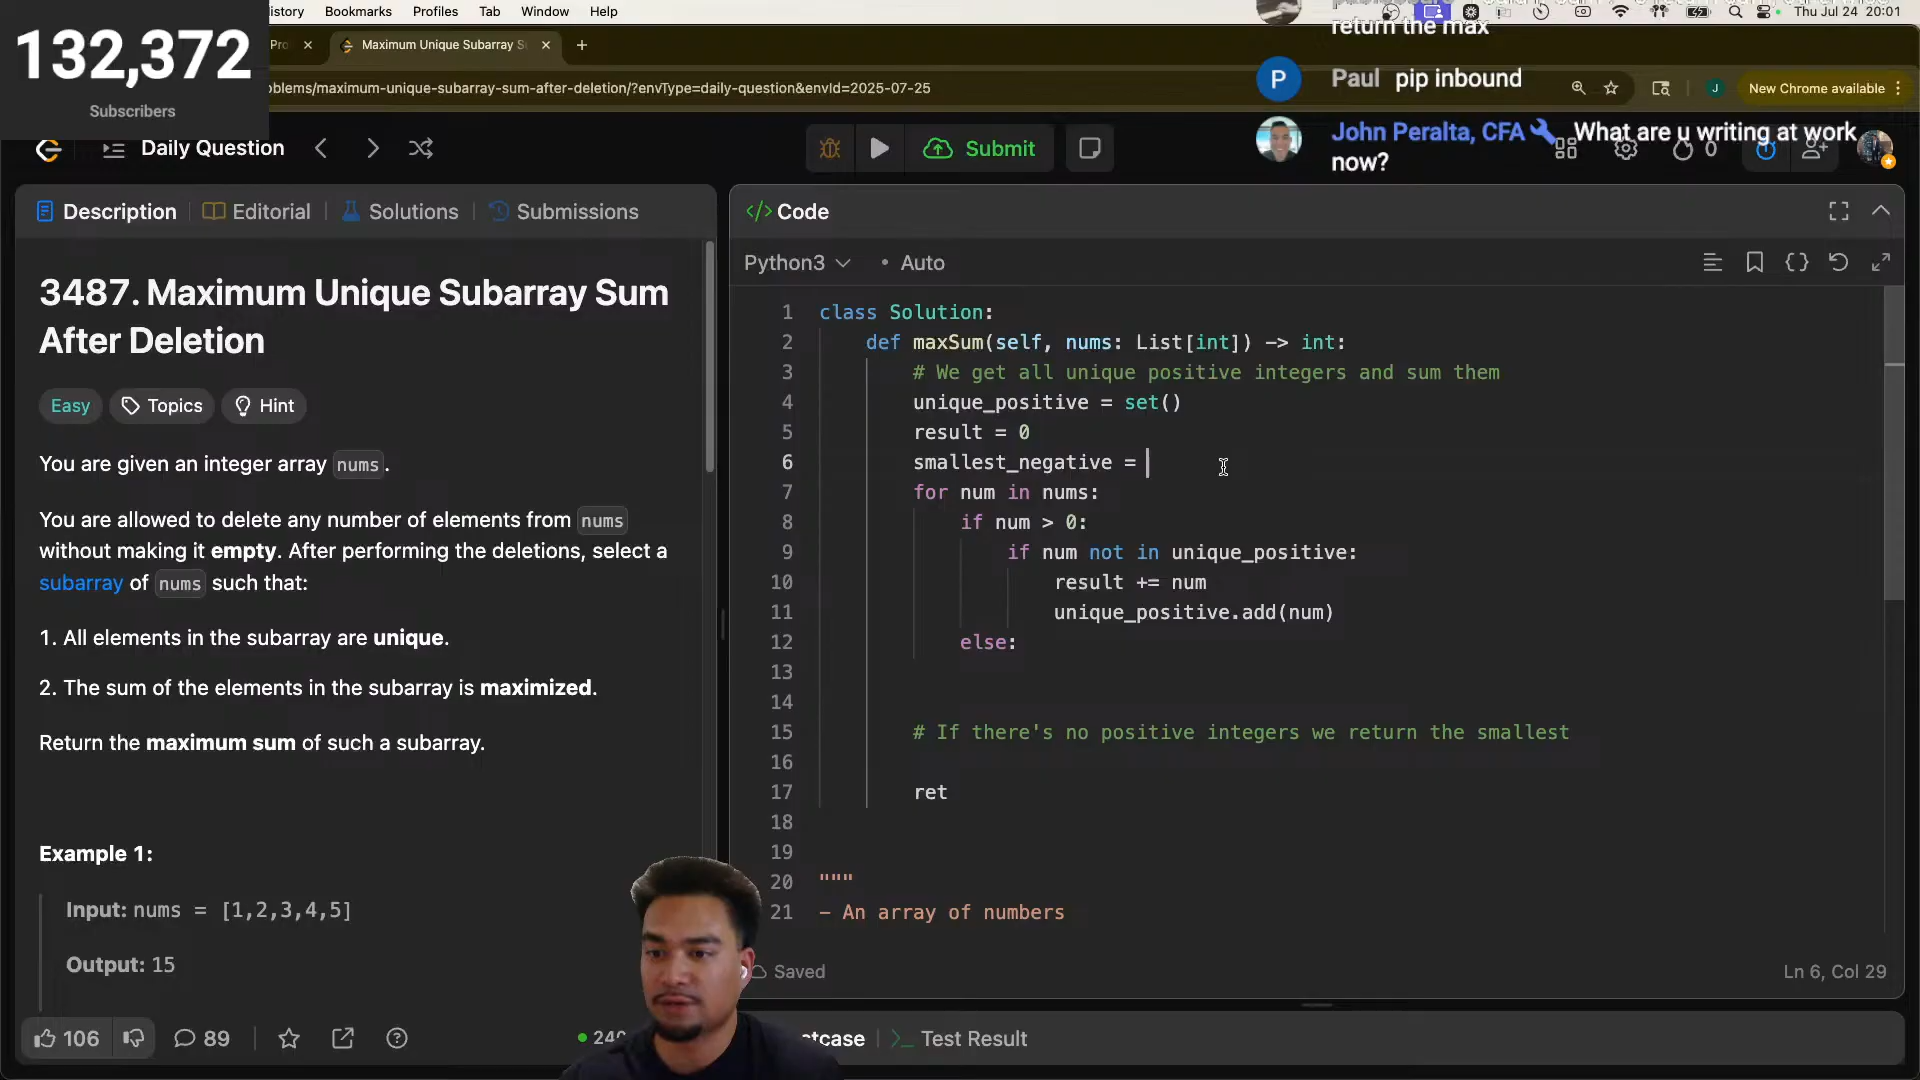 istory Bookmarks Profiles Tab Window Help
Thu Jul 24 20:01
132,372
Subscribers
Maximum Unique Subarray S
return the max
oblems/maximum-unique-subarray-sum-after-deletion/?envType=daily-question&envId=2025-07-25
J
New Chrome available
P
Paul pip inbound
John Peralta, CFA What are u writing at work
now?
Daily Question
Submit
0
Description
Editorial
Solutions
Submissions
3487. Maximum Unique Subarray Sum
After Deletion
Easy
Topics
Hint
You are given an integer array nums.
You are allowed to delete any number of elements from nums
without making it empty. After performing the deletions, select a
subarray of nums such that:
1. All elements in the subarray are unique.
2. The sum of the elements in the subarray is maximized.
Return the maximum sum of such a subarray.
Example 1:
Input: nums = [1,2,3,4,5]
Output: 15
106
89
</> Code
Python3
• Auto
1 class Solution:
2 def maxSum(self, nums: List[int]) -> int:
3 # We get all unique positive integers and sum them
4 unique_positive = set()
5 result = 0
6 smallest_negative =
7 for num in nums:
8 if num > 0:
9 if num not in unique_positive:
10 result += num
11 unique_positive.add(num)
12 else:
13
14
15 # If there's no positive integers we return the smallest
16
17 ret
18
19
20 """
21 - An array of numbers
Saved
Ln 6, Col 29
Test Result